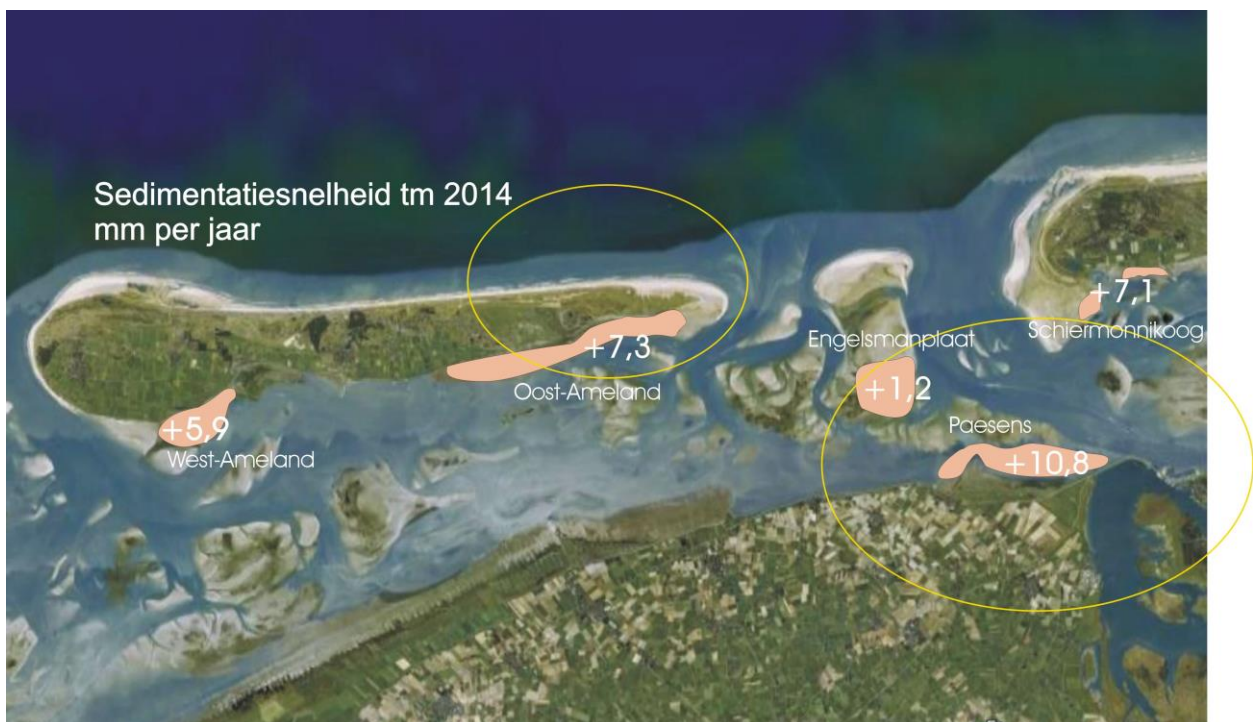 Sedimentatiesnelheid tm 2014
mm per jaar
+7,1
Schiermonnikoog
Engelsmanplaat
+7,3
Oost-Ameland
+1,2
+5,9
West-Ameland
Paesens
+10,8